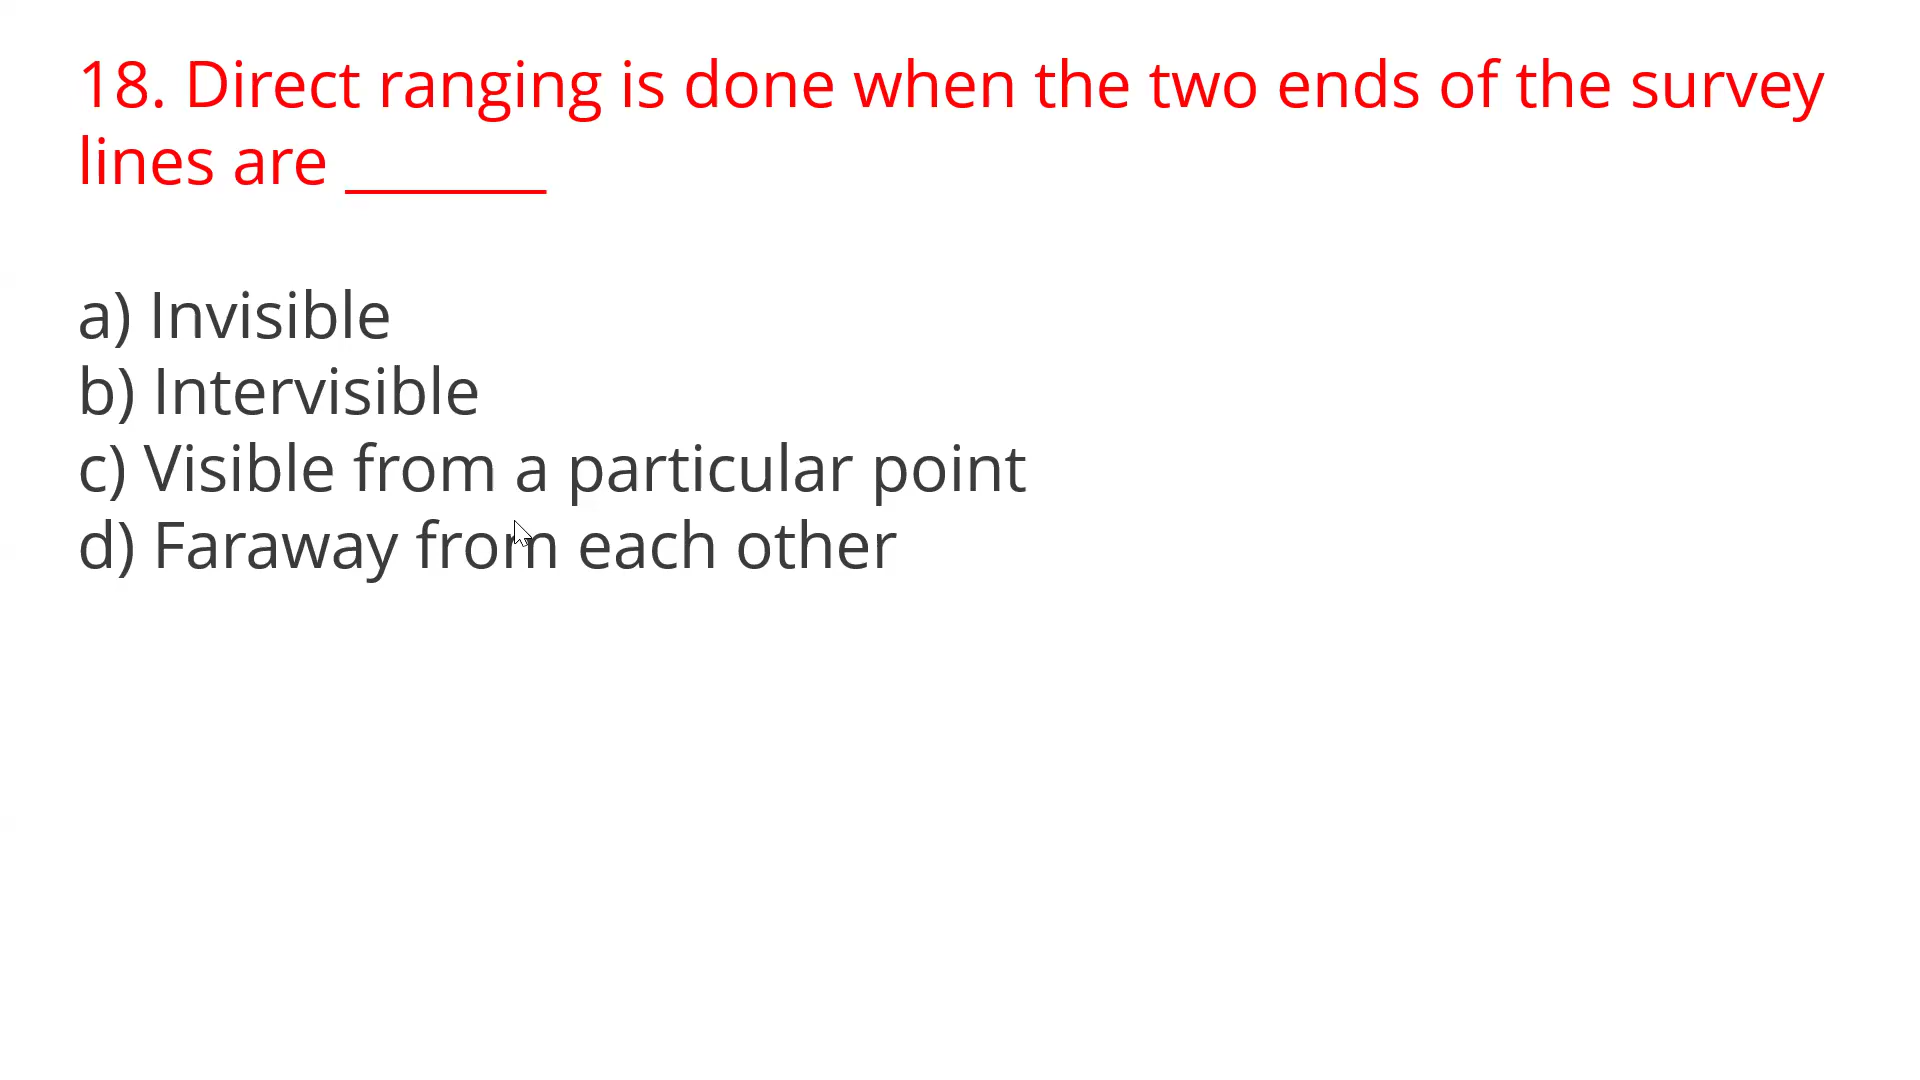 18. Direct ranging is done when the two ends of the survey
lines are ______
a) Invisible
b) Intervisible
c) Visible from a particular point
d) Faraway from each other